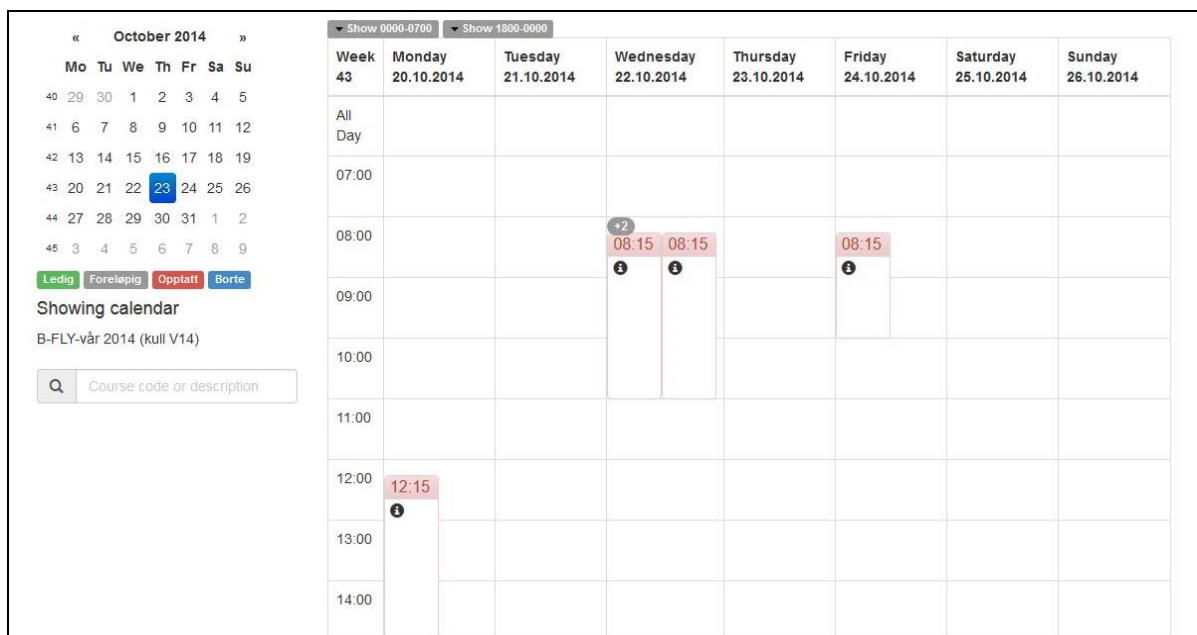 « October 2014 »
Mo Tu We Th Fr Sa Su
40 29 30 1 2 3 4 5
41 6 7 8 9 10 11 12
42 13 14 15 16 17 18 19
43 20 21 22 23 24 25 26
44 27 28 29 30 31 1 2
45 3 4 5 6 7 8 9
Ledig Foreløpig Opptatt Borte
Showing calendar
B-FLY-vår 2014 (kull V14)
Course code or description
Show 0000-0700 Show 1800-0000
Week Monday Tuesday Wednesday Thursday Friday Saturday Sunday
43 20.10.2014 21.10.2014 22.10.2014 23.10.2014 24.10.2014 25.10.2014 26.10.2014
All
Day
07:00
+2
08:00 08:15 08:15 08:15
09:00
10:00
11:00
12:00 12:15
13:00
14:00